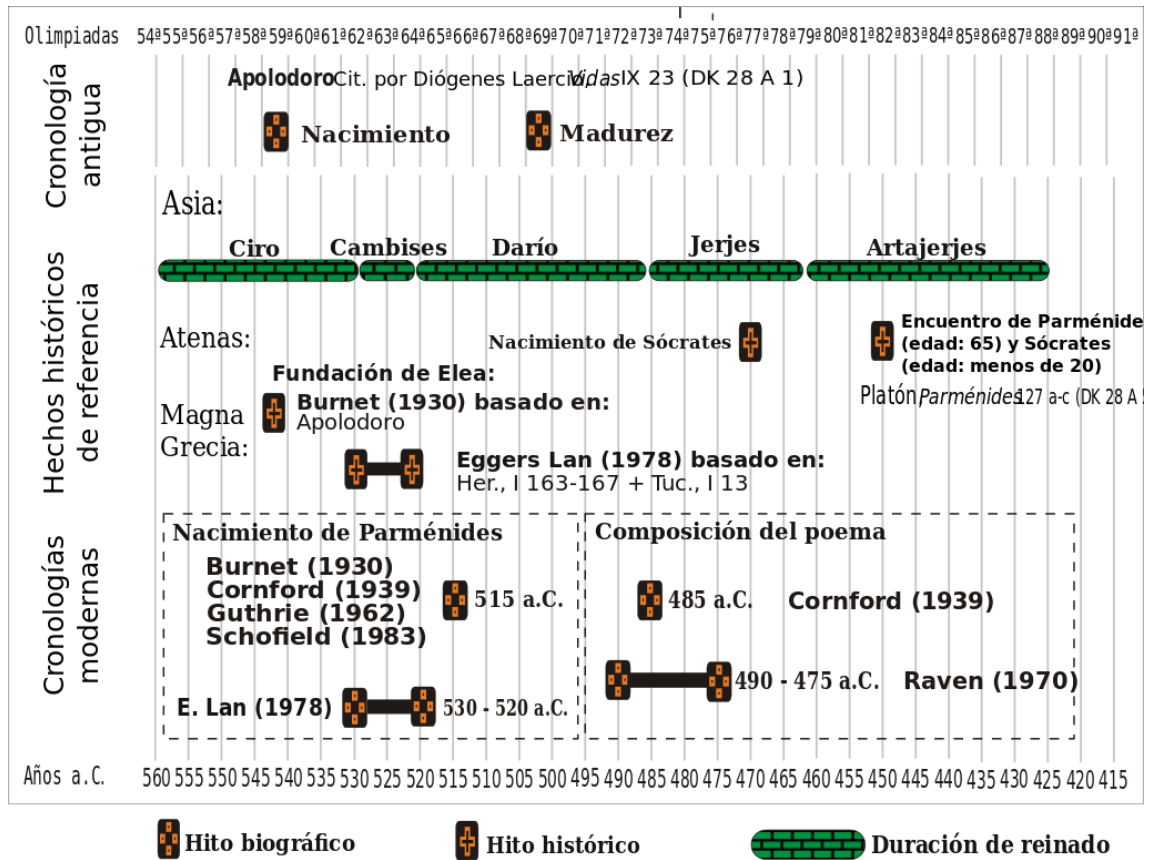 Olimpiadas 54ª55ª56ª57ª58ª59ª60ª61ª62ª63ª64ª65ª66ª67ª68ª69ª70ª71ª72ª73ª74ª75ª76ª77ª78ª79ª80ª81ª82ª83ª84ª85ª86ª87ª88ª89ª90ª91ª
Cronología antigua
Apolodoro Cit. por Diógenes Laercio, Vidas IX 23 (DK 28 A 1)
Nacimiento
Madurez
Hechos históricos de referencia
Asia:
Ciro
Cambises
Darío
Jerjes
Artajerjes
Atenas:
Nacimiento de Sócrates
Encuentro de Parménide
(edad: 65) y Sócrates
(edad: menos de 20)
Platón Parménides 127 a-c (DK 28 A
Magna
Grecia:
Fundación de Elea:
Burnet (1930) basado en:
Apolodoro
Eggers Lan (1978) basado en:
Her., I 163-167 + Tuc., I 13
Cronologías modernas
Nacimiento de Parménides
Burnet (1930)
Cornford (1939)
Guthrie (1962)
Schofield (1983)
515 a.C.
E. Lan (1978)
530 - 520 a.C.
Composición del poema
485 a.C. Cornford (1939)
490 - 475 a.C. Raven (1970)
Años a.C. 560 555 550 545 540 535 530 525 520 515 510 505 500 495 490 485 480 475 470 465 460 455 450 445 440 435 430 425 420 415
Hito biográfico
Hito histórico
Duración de reinado